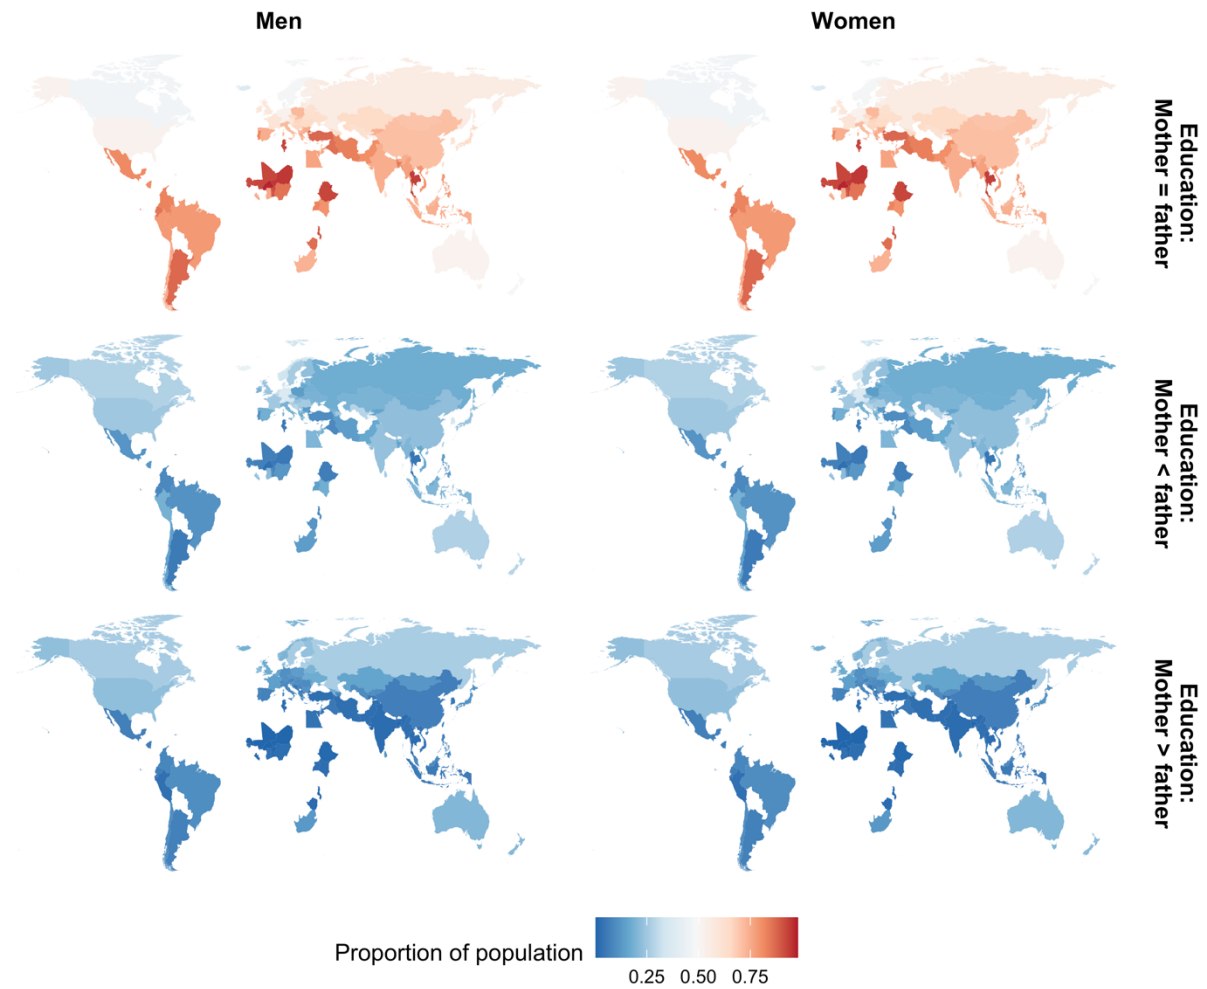 Men
Women
Education:
Mother = father
Education:
Mother < father
Education:
Mother > father
Proportion of population
0.25 0.50 0.75